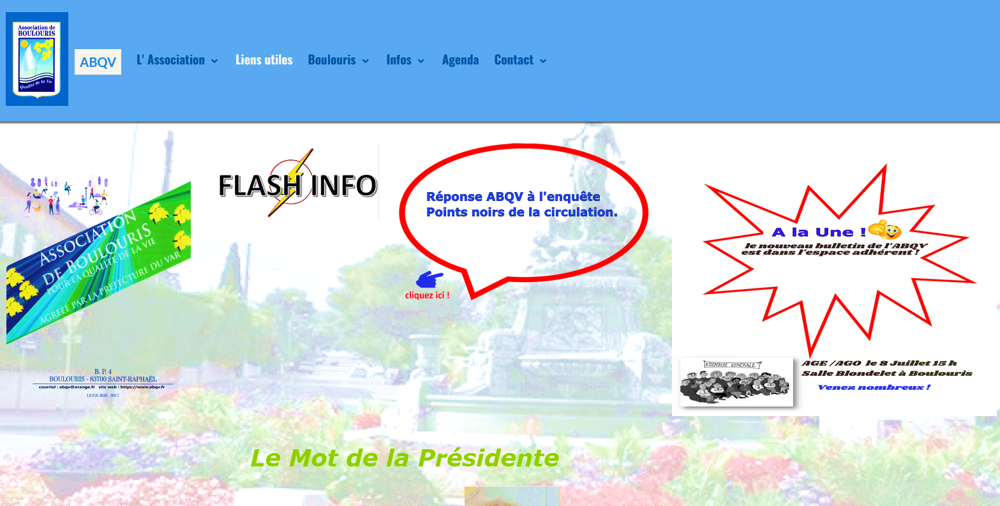 Association de
BOULOURIS
Qualité de la Vie
ABQV
L' Association
Liens utiles
Boulouris
Infos
Agenda
Contact
ASSOCIATION
DE BOULOURIS
POUR LA QUALITE DE LA VIE
AGREEE PAR LA PREFECTURE DU VAR
B. P. 4
BOULOURIS - 83700 SAINT-RAPHAËL
courriel : abqv@orange.fr site web : https://www.abqv.fr
I.S.S.N. 0245 . 303.7
FLASH INFO
Réponse ABQV à l'enquête
Points noirs de la circulation.
cliquez ici !
A la Une !
le nouveau bulletin de l'ABQV
est dans l'espace adhérent !
ASSEMBLEE GENERALE
AGE /AGO le 8 Juillet 15 h
Salle Blondelet à Boulouris
Venez nombreux !
Le Mot de la Présidente